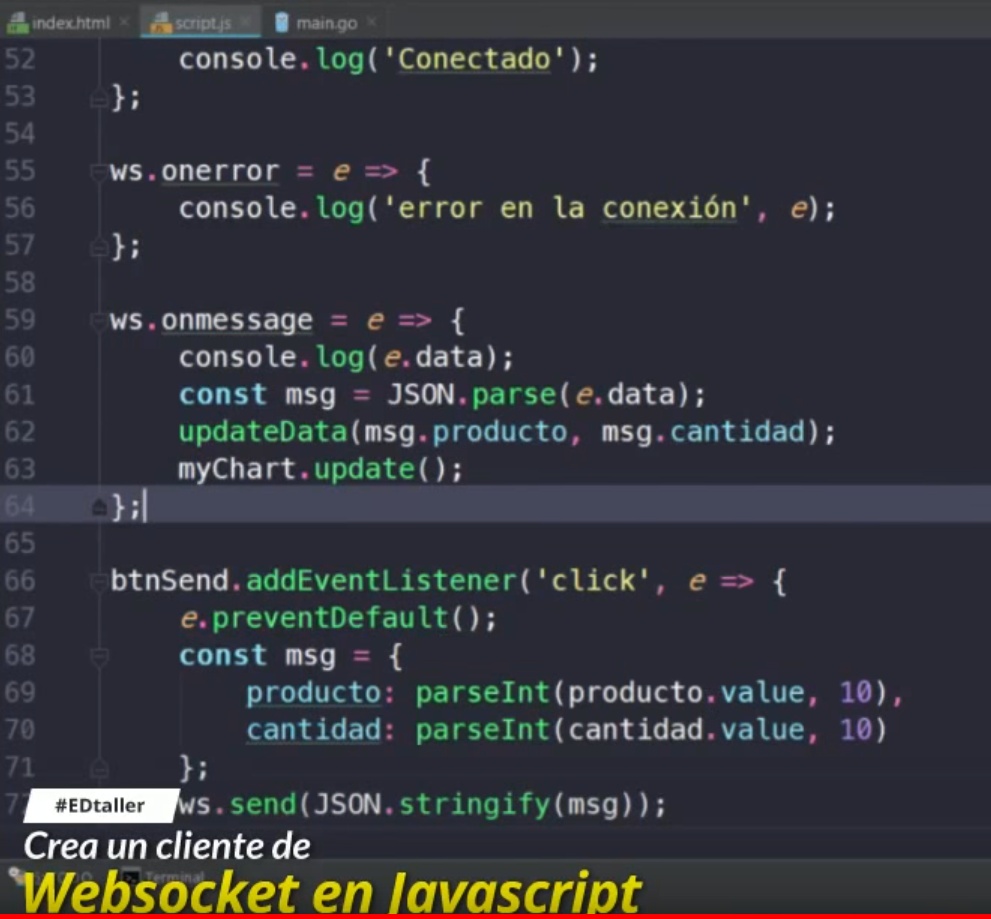 index.html × script.js × main.go ×
52 console.log('Conectado');
53 };
54
55 ws.onerror = e => {
56 console.log('error en la conexión', e);
57 };
58
59 ws.onmessage = e => {
60 console.log(e.data);
61 const msg = JSON.parse(e.data);
62 updateData(msg.producto, msg.cantidad);
63 myChart.update();
64 };
65
66 btnSend.addEventListener('click', e => {
67 e.preventDefault();
68 const msg = {
69 producto: parseInt(producto.value, 10),
70 cantidad: parseInt(cantidad.value, 10)
71 };
ws.send(JSON.stringify(msg));
#EDtaller
Crea un cliente de
Terminal
Websocket en Javascript